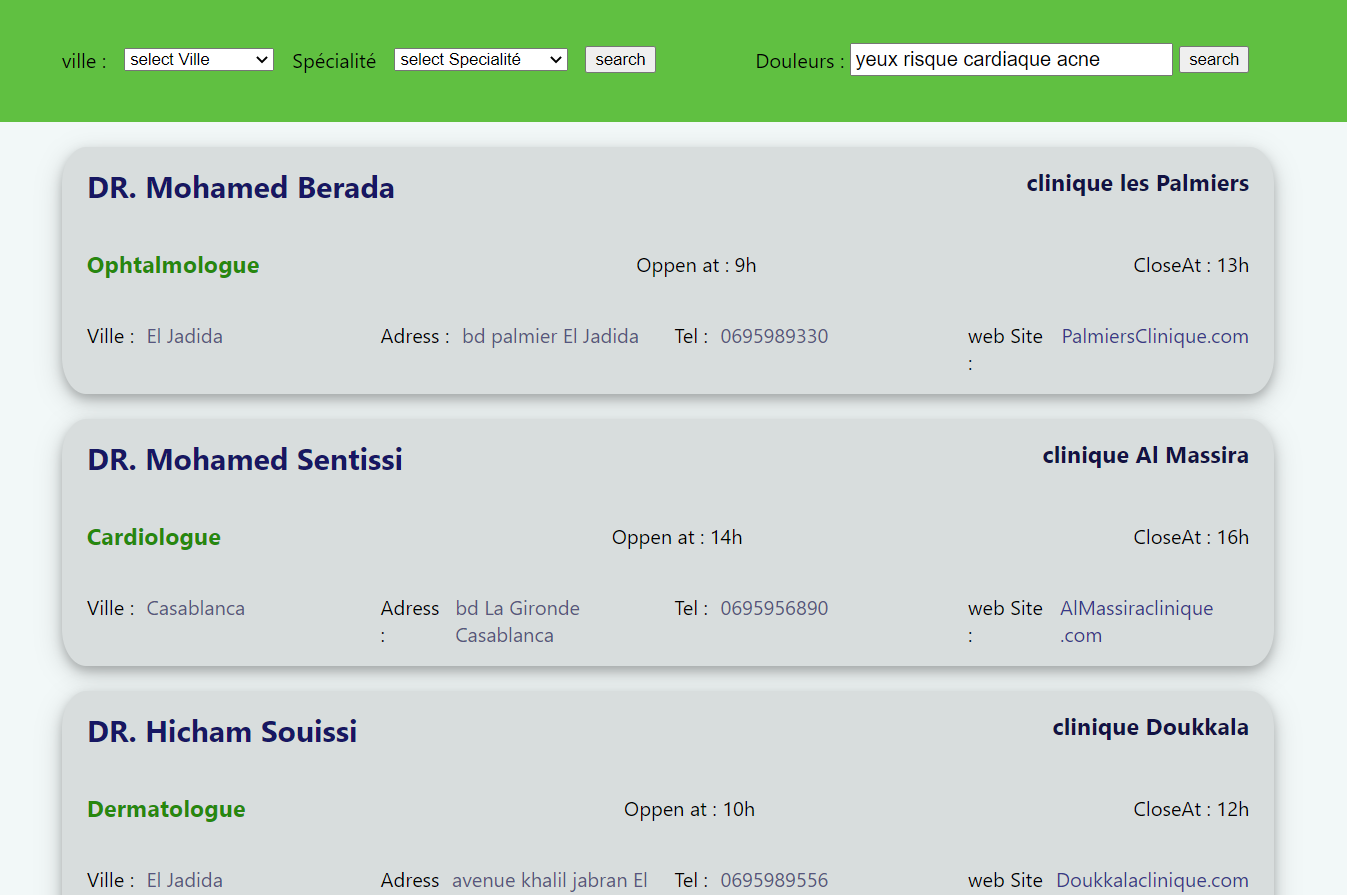 ville : select Ville Spécialité select Specialité search Douleurs : yeux risque cardiaque acne search
DR. Mohamed Berada clinique les Palmiers
Ophtalmologue Oppen at : 9h CloseAt : 13h
Ville : El Jadida Adress : bd palmier El Jadida Tel : 0695989330 web Site PalmiersClinique.com
:
DR. Mohamed Sentissi clinique Al Massira
Cardiologue Oppen at : 14h CloseAt : 16h
Ville : Casablanca Adress bd La Gironde Tel : 0695956890 web Site AlMassiraclinique
: Casablanca : .com
DR. Hicham Souissi clinique Doukkala
Dermatologue Oppen at : 10h CloseAt : 12h
Ville : El Jadida Adress avenue khalil jabran El Tel : 0695989556 web Site Doukkalaclinique.com